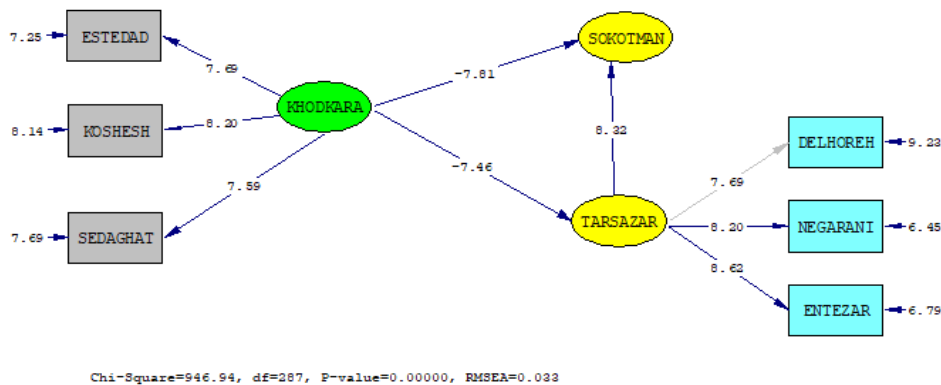 7.25
ESTEDAD
SOKOTMAN
7.69
-7.81
KHODKARA
8.14
KOSHESH
8.20
8.32
DELHOREH
9.23
-7.46
7.69
7.59
7.69
SEDAGHAT
TARSAZAR
8.20
NEGARANI
6.45
8.62
ENTEZAR
6.79
Chi-Square=946.94, df=287, P-value=0.00000, RMSEA=0.033